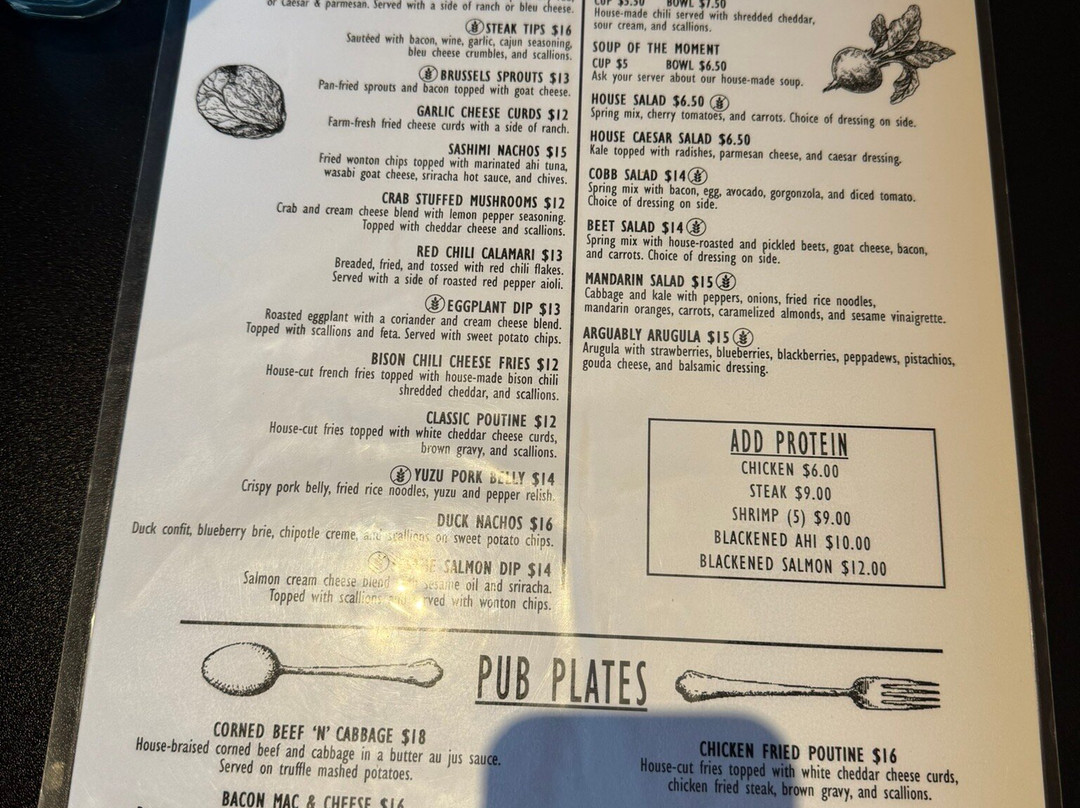 or Caesar & parmesan. Served with a side of ranch or bleu cheese.
STEAK TIPS $16
Sautéed with bacon, wine, garlic, cajun seasoning,
bleu cheese crumbles, and scallions.
BRUSSELS SPROUTS $13
Pan-fried sprouts and bacon topped with goat cheese.
GARLIC CHEESE CURDS $12
Farm-fresh fried cheese curds with a side of ranch.
SASHIMI NACHOS $15
Fried wonton chips topped with marinated ahi tuna,
wasabi goat cheese, sriracha hot sauce, and chives.
CRAB STUFFED MUSHROOMS $12
Crab and cream cheese blend with lemon pepper seasoning.
Topped with cheddar cheese and scallions.
RED CHILI CALAMARI $13
Breaded, fried, and tossed with red chili flakes.
Served with a side of roasted red pepper aioli.
EGGPLANT DIP $13
Roasted eggplant with a coriander and cream cheese blend.
Topped with scallions and feta. Served with sweet potato chips.
BISON CHILI CHEESE FRIES $12
House-cut french fries topped with house-made bison chili
shredded cheddar, and scallions.
CLASSIC POUTINE $12
House-cut fries topped with white cheddar cheese curds,
brown gravy, and scallions.
YUZU PORK BELLY $14
Crispy pork belly, fried rice noodles, yuzu and pepper relish.
DUCK NACHOS $16
Duck confit, blueberry brie, chipotle creme, and scallions on sweet potato chips.
SALMON DIP $14
Salmon cream cheese blend sesame oil and sriracha.
Topped with scallions with wonton chips.
CUP $5.50 BOWL $7.50
House-made chili served with shredded cheddar,
sour cream, and scallions.
SOUP OF THE MOMENT
CUP $5 BOWL $6.50
Ask your server about our house-made soup.
HOUSE SALAD $6.50
Spring mix, cherry tomatoes, and carrots. Choice of dressing on side.
HOUSE CAESAR SALAD $6.50
Kale topped with radishes, parmesan cheese, and caesar dressing.
COBB SALAD $14
Spring mix with bacon, egg, avocado, gorgonzola, and diced tomato.
Choice of dressing on side.
BEET SALAD $14
Spring mix with house-roasted and pickled beets, goat cheese, bacon,
and carrots. Choice of dressing on side.
MANDARIN SALAD $15
Cabbage and kale with peppers, onions, fried rice noodles,
mandarin oranges, carrots, caramelized almonds, and sesame vinaigrette.
ARGUABLY ARUGULA $15
Arugula with strawberries, blueberries, blackberries, peppadews, pistachios,
gouda cheese, and balsamic dressing.
ADD PROTEIN
CHICKEN $6.00
STEAK $9.00
SHRIMP (5) $9.00
BLACKENED AHI $10.00
BLACKENED SALMON $12.00
PUB PLATES
CORNED BEEF 'N' CABBAGE $18
House-braised corned beef and cabbage in a butter au jus sauce.
Served on truffle mashed potatoes.
BACON MAC & CHEESE $16
CHICKEN FRIED POUTINE $16
House-cut fries topped with white cheddar cheese curds,
chicken fried steak, brown gravy, and scallions.